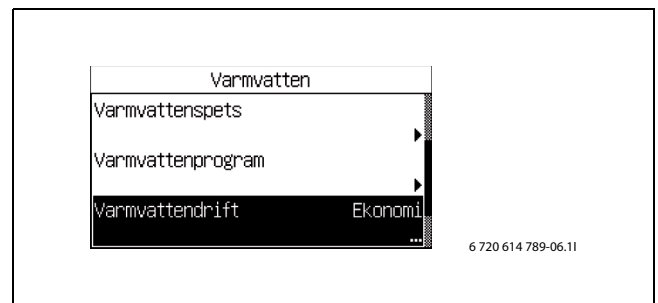 Varmvatten
Varmvattenspets
Varmvattenprogram
Varmvattendrift Ekonomi
...
6 720 614 789-06.1I